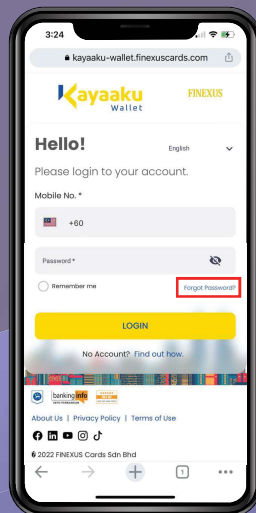 3:24
kayaaku-wallet.finexuscards.com
Kayaaku
Wallet
FINEXUS
Hello!
English
Please login to your account.
Mobile No. *
+60
Password *
Remember me
Forgot Password?
LOGIN
No Account? Find out how.
bankinginfo
About Us | Privacy Policy | Terms of Use
© 2022 FINEXUS Cards Sdn Bhd
1